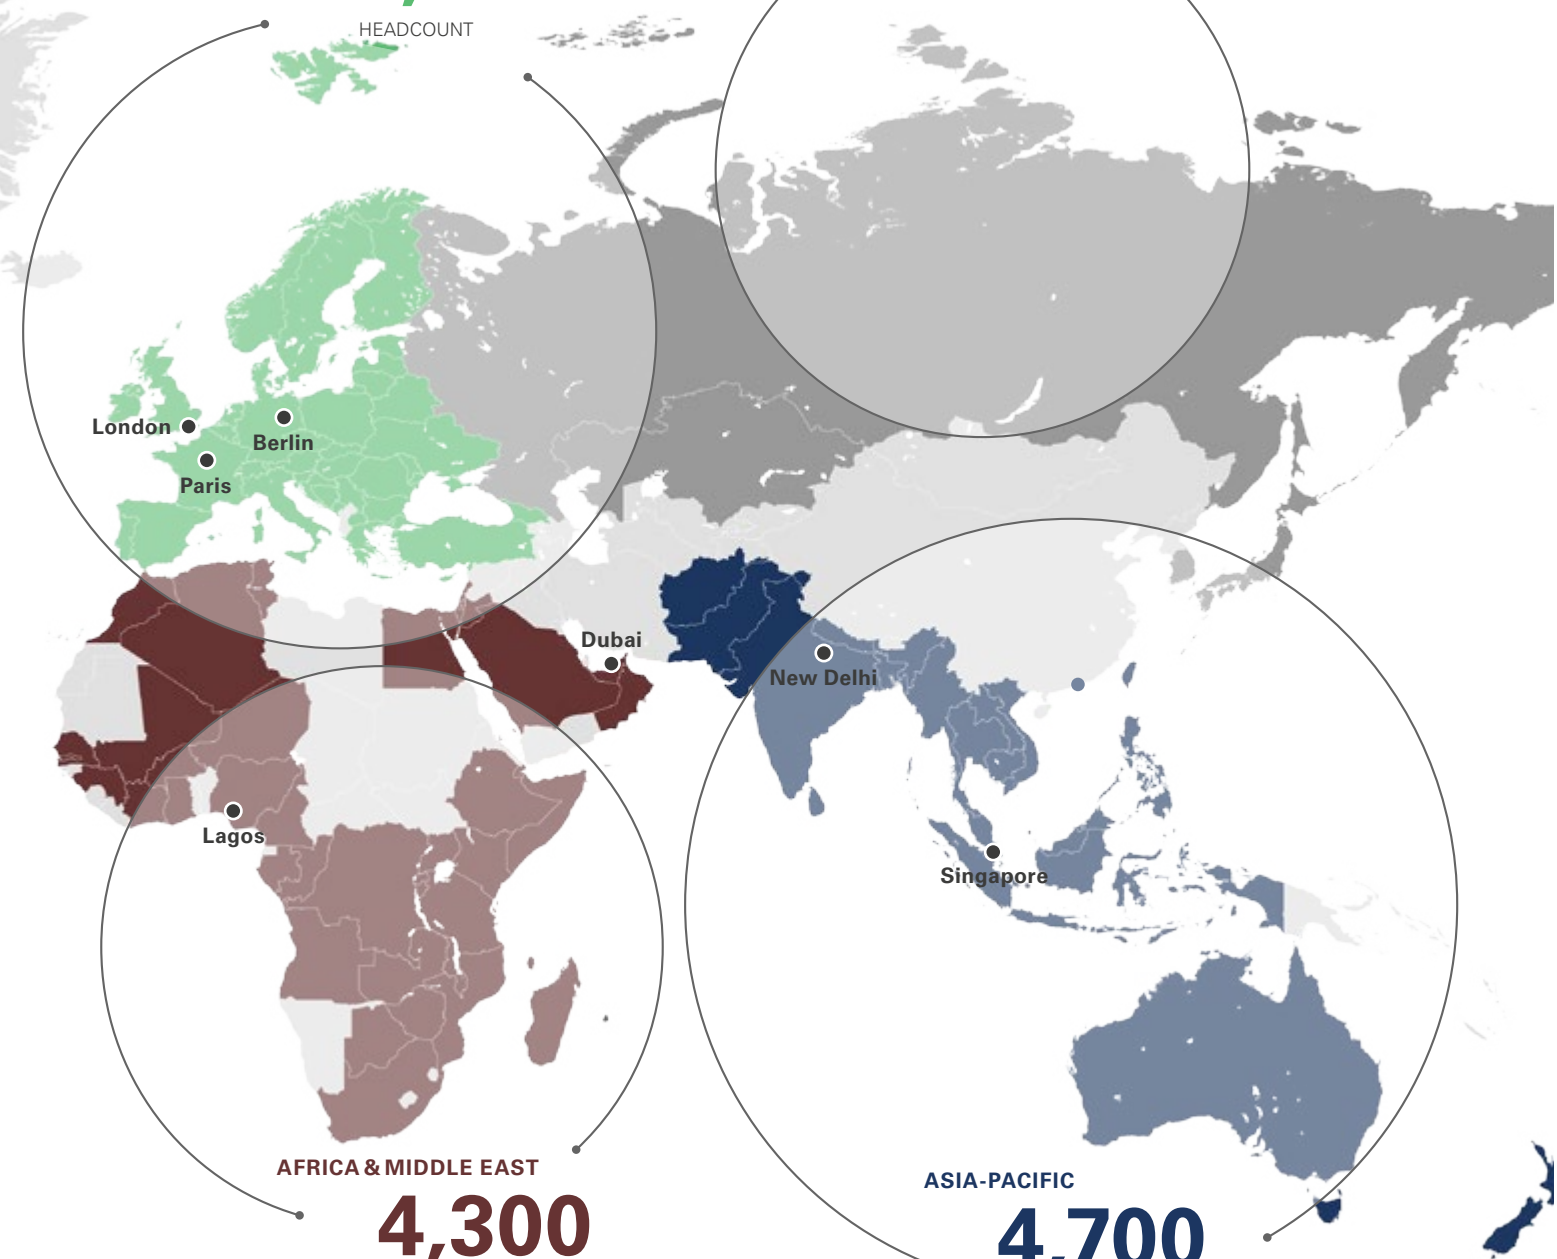 HEADCOUNT
London
Berlin
Paris
Dubai
New Delhi
Lagos
Singapore
AFRICA & MIDDLE EAST
4,300
ASIA-PACIFIC
4,700